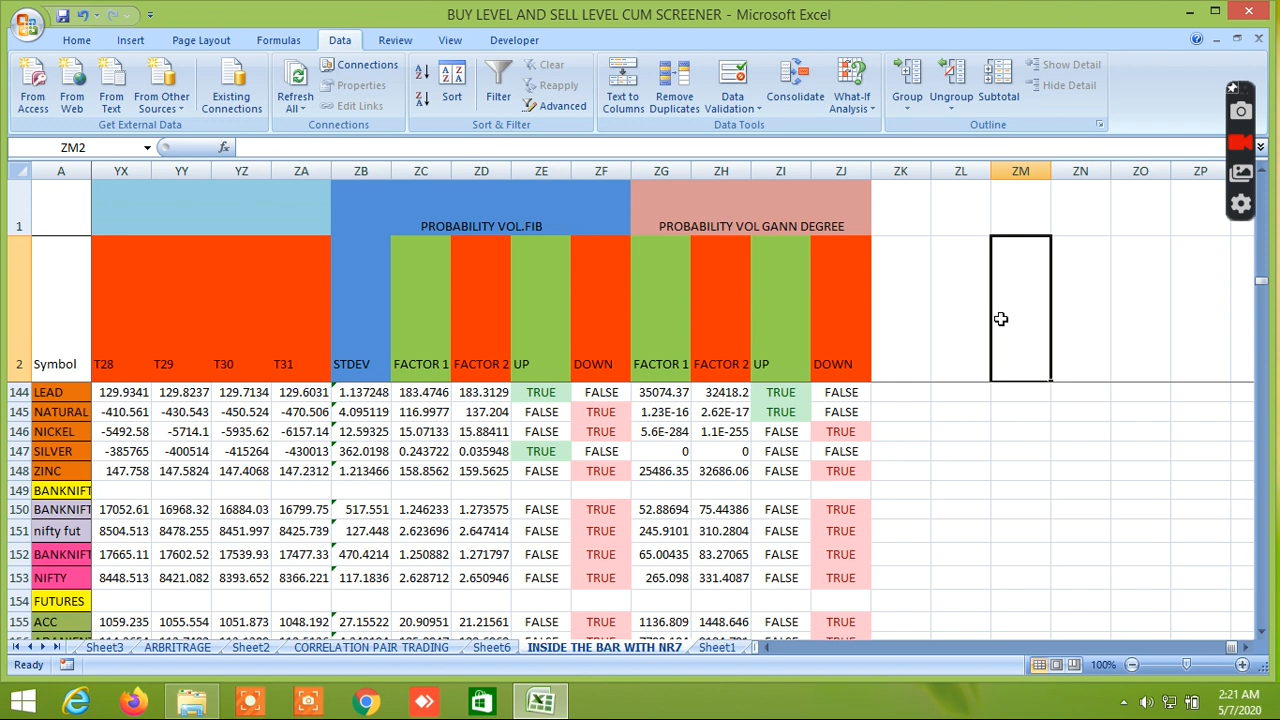 BUY LEVEL AND SELL LEVEL CUM SCREENER - Microsoft Excel
Home Insert Page Layout Formulas Data Review View Developer
From Access From Web From Text From Other Sources Existing Connections
Get External Data
Refresh All Connections Properties Edit Links
Connections
Sort Filter Clear Reapply Advanced
Sort & Filter
Text to Columns Remove Duplicates Data Validation Consolidate What-If Analysis
Data Tools
Group Ungroup Subtotal Show Detail Hide Detail
Outline
ZM2 fx
A YX YY YZ ZA ZB ZC ZD ZE ZF ZG ZH ZI ZJ ZK ZL ZM ZN ZO ZP
1 PROBABILITY VOL.FIB PROBABILITY VOL GANN DEGREE
2 Symbol T28 T29 T30 T31 STDEV FACTOR 1 FACTOR 2 UP DOWN FACTOR 1 FACTOR 2 UP DOWN
144 LEAD 129.9341 129.8237 129.7134 129.6031 1.137248 183.4746 183.3129 TRUE FALSE 35074.37 32418.2 TRUE FALSE
145 NATURAL -410.561 -430.543 -450.524 -470.506 4.095119 116.9977 137.204 FALSE TRUE 1.23E-16 2.62E-17 TRUE FALSE
146 NICKEL -5492.58 -5714.1 -5935.62 -6157.14 12.59325 15.07133 15.88411 FALSE TRUE 5.6E-284 1.1E-255 FALSE TRUE
147 SILVER -385765 -400514 -415264 -430013 362.0198 0.243722 0.035948 TRUE FALSE 0 0 FALSE FALSE
148 ZINC 147.758 147.5824 147.4068 147.2312 1.213466 158.8562 159.5625 FALSE TRUE 25486.35 32686.06 FALSE TRUE
149 BANKNIFT
150 BANKNIFT 17052.61 16968.32 16884.03 16799.75 517.551 1.246233 1.273575 FALSE TRUE 52.88694 75.44386 FALSE TRUE
151 nifty fut 8504.513 8478.255 8451.997 8425.739 127.448 2.623696 2.647414 FALSE TRUE 245.9101 310.2804 FALSE TRUE
152 BANKNIFT 17665.11 17602.52 17539.93 17477.33 470.4214 1.250882 1.271797 FALSE TRUE 65.00435 83.27065 FALSE TRUE
153 NIFTY 8448.513 8421.082 8393.652 8366.221 117.1836 2.628712 2.650946 FALSE TRUE 265.098 331.4087 FALSE TRUE
154 FUTURES
155 ACC 1059.235 1055.554 1051.873 1048.192 27.15522 20.90951 21.21561 FALSE TRUE 1136.809 1448.646 FALSE TRUE
Sheet3 ARBRITRAGE Sheet2 CORRELATION PAIR TRADING Sheet6 INSIDE THE BAR WITH NR7 Sheet1
Ready 100%
2:21 AM
5/7/2020